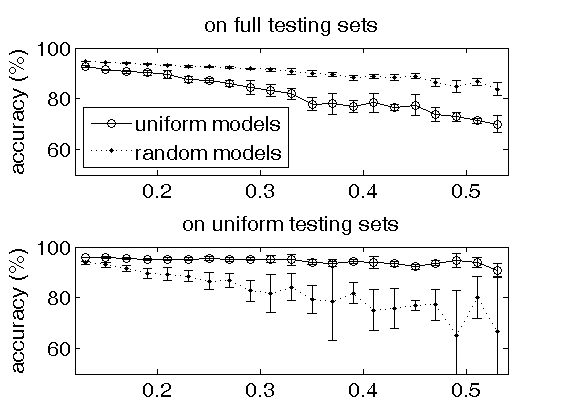 on full testing sets
accuracy (%)
100
80
60
uniform models
random models
0.2 0.3 0.4 0.5
on uniform testing sets
accuracy (%)
100
80
60
0.2 0.3 0.4 0.5